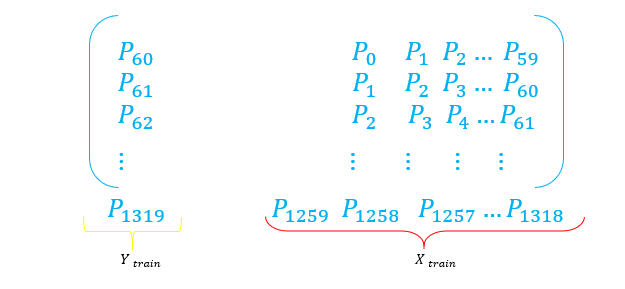 P₆₀ P₀ P₁ P₂ ... P₅₉
P₆₁ P₁ P₂ P₃ ... P₆₀
P₆₂ P₂ P₃ P₄ ... P₆₁
⋮ ⋮ ⋮ ⋮ ⋮
P₁₃₁₉ P₁₂₅₉ P₁₂₅₈ P₁₂₅₇ ... P₁₃₁₈
Y train X train